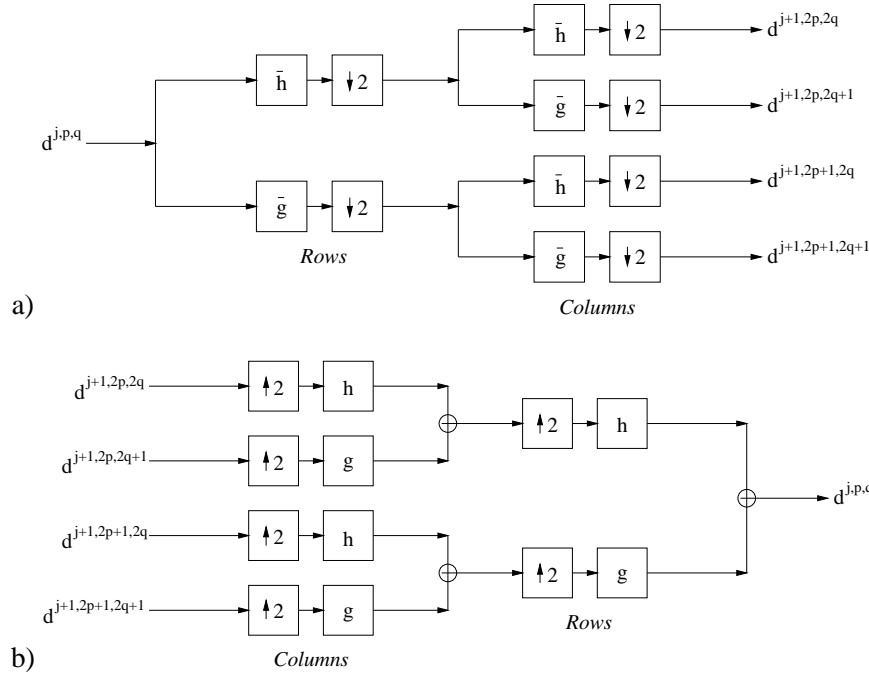 h̄ ↓2 d^{j+1,2p,2q}
h̄ ↓2
ḡ ↓2 d^{j+1,2p,2q+1}
d^{j,p,q}
h̄ ↓2 d^{j+1,2p+1,2q}
ḡ ↓2
Rows
ḡ ↓2 d^{j+1,2p+1,2q+1}
a)
Columns
d^{j+1,2p,2q} ↑2 h
↑2 h
d^{j+1,2p,2q+1} ↑2 g
d^{j,p,q}
d^{j+1,2p+1,2q} ↑2 h
↑2 g
d^{j+1,2p+1,2q+1} ↑2 g
Rows
b)
Columns